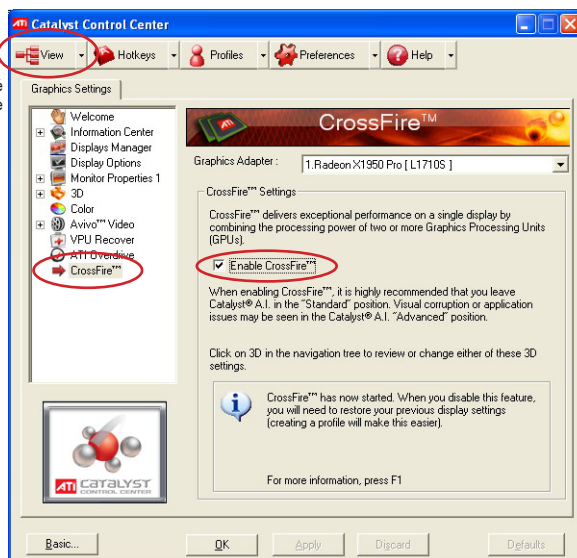 ATI Catalyst Control Center
View
Hotkeys
Profiles
Preferences
Help
Graphics Settings
Welcome
Information Center
Displays Manager
Display Options
Monitor Properties 1
3D
Color
Avivo™ Video
VPU Recover
ATI Overdrive
CrossFire™
ATI CATALYST
CONTROL CENTER
Basic...
ATI
CrossFire™
Graphics Adapter :
1.Radeon X1950 Pro [ L1710S ]
CrossFire™ Settings
CrossFire™ delivers exceptional performance on a single display by
combining the processing power of two or more Graphics Processing Units
(GPUs).
Enable CrossFire™
When enabling CrossFire™, it is highly recommended that you leave
Catalyst® A.I. in the "Standard" position. Visual corruption or application
issues may be seen in the Catalyst® A.I. "Advanced" position.
Click on 3D in the navigation tree to review or change either of these 3D
settings.
CrossFire™ has now started. When you disable this feature,
you will need to restore your previous display settings
(creating a profile will make this easier).
For more information, press F1
OK
Apply
Discard
Defaults